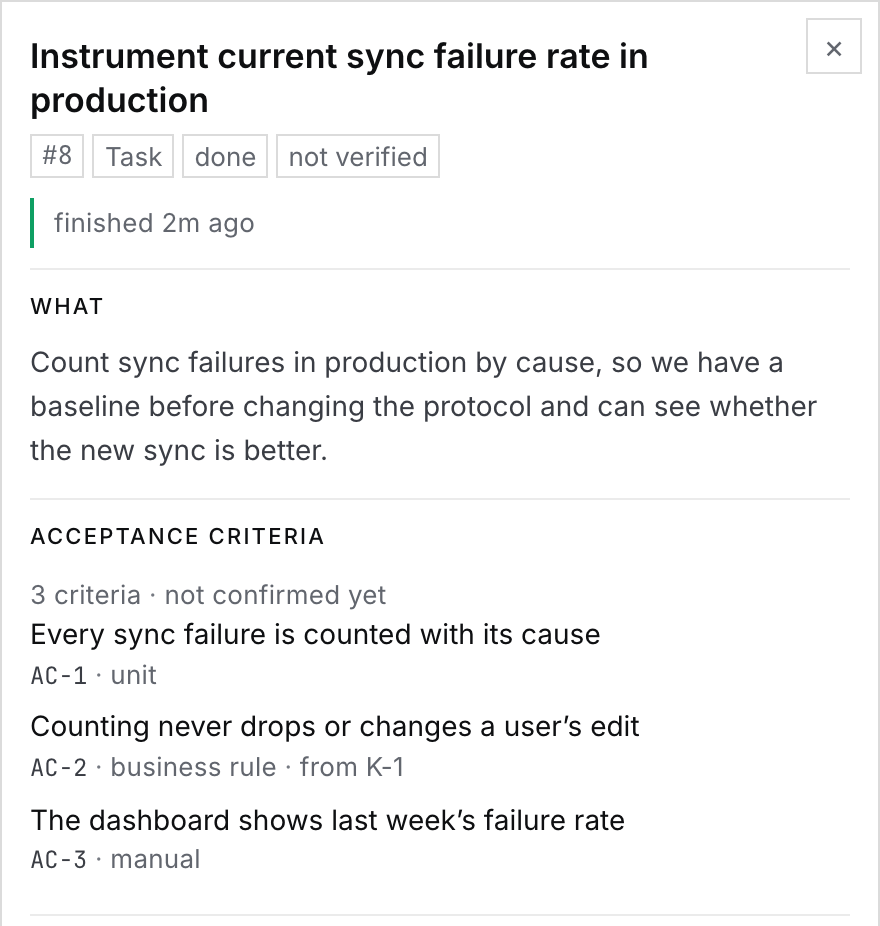 Instrument current sync failure rate in
production
×
#8 Task done not verified
finished 2m ago
WHAT
Count sync failures in production by cause, so we have a
baseline before changing the protocol and can see whether
the new sync is better.
ACCEPTANCE CRITERIA
3 criteria · not confirmed yet
Every sync failure is counted with its cause
AC-1 · unit
Counting never drops or changes a user’s edit
AC-2 · business rule · from K-1
The dashboard shows last week’s failure rate
AC-3 · manual